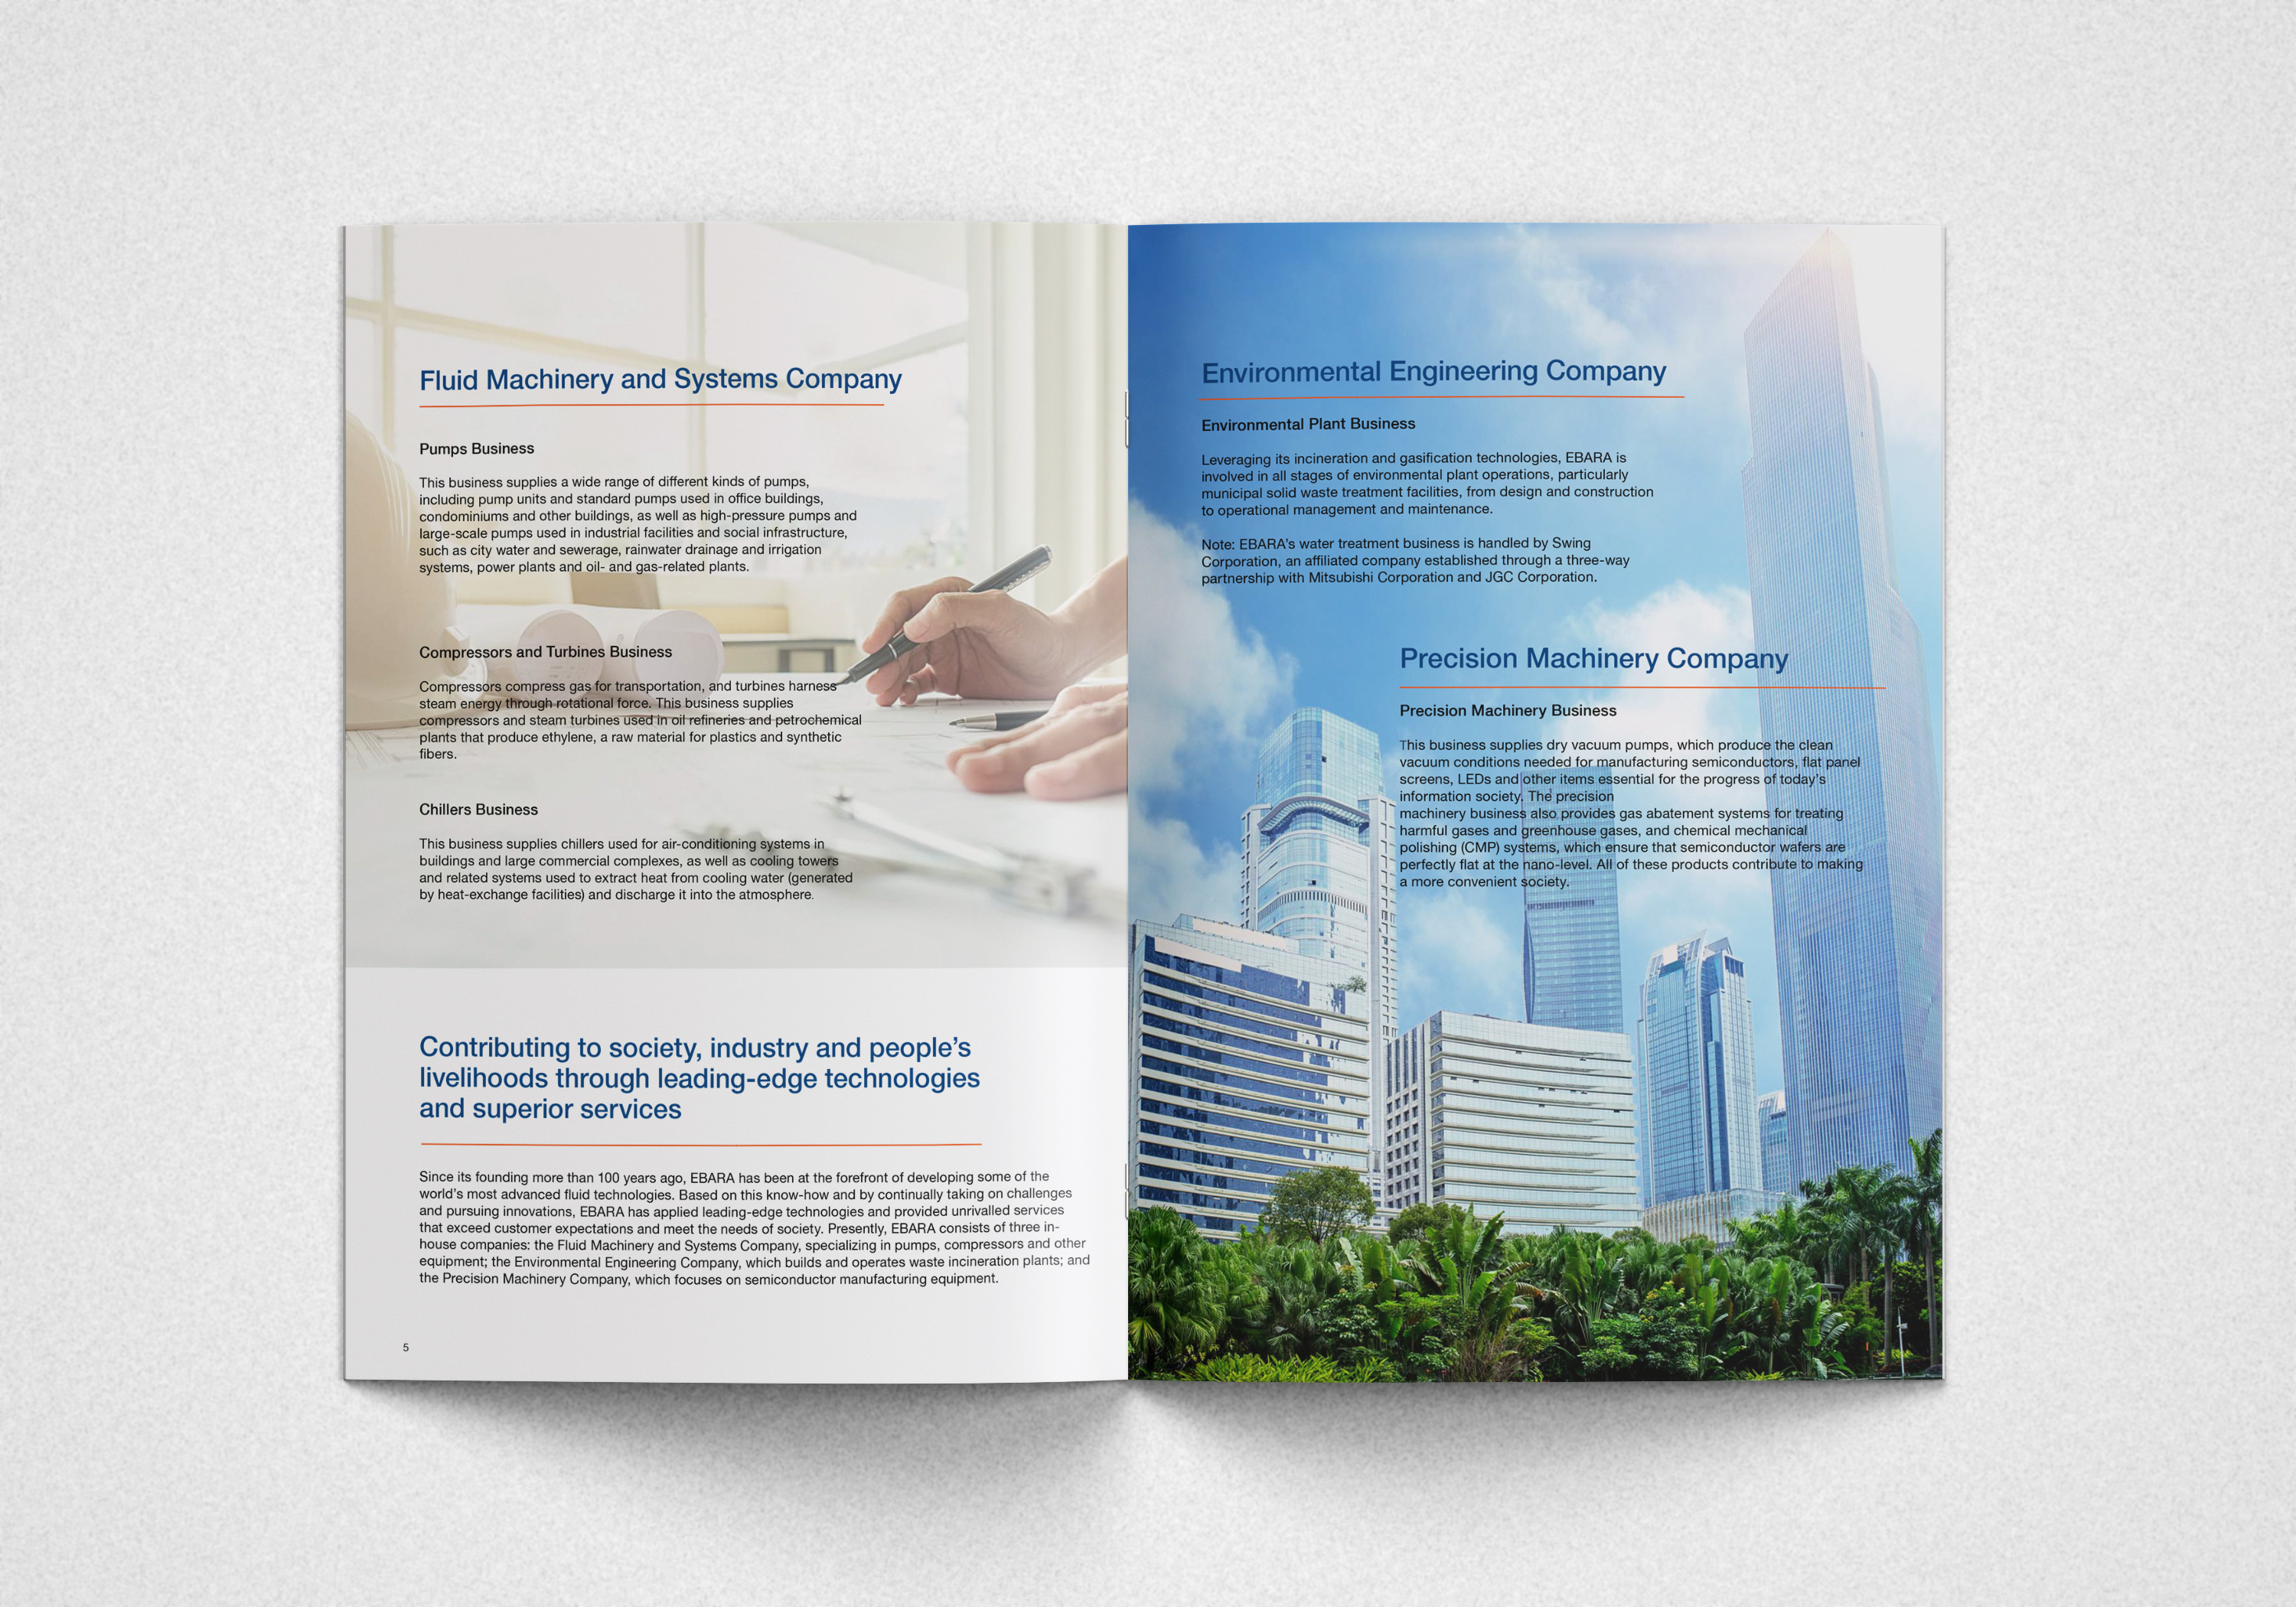 Fluid Machinery and Systems Company
Pumps Business
This business supplies a wide range of different kinds of pumps,
including pump units and standard pumps used in office buildings,
condominiums and other buildings, as well as high-pressure pumps and
large-scale pumps used in industrial facilities and social infrastructure,
such as city water and sewerage, rainwater drainage and irrigation
systems, power plants and oil- and gas-related plants.
Compressors and Turbines Business
Compressors compress gas for transportation, and turbines harness
steam energy through rotational force. This business supplies
compressors and steam turbines used in oil refineries and petrochemical
plants that produce ethylene, a raw material for plastics and synthetic
fibers.
Chillers Business
This business supplies chillers used for air-conditioning systems in
buildings and large commercial complexes, as well as cooling towers
and related systems used to extract heat from cooling water (generated
by heat-exchange facilities) and discharge it into the atmosphere.
Contributing to society, industry and people’s
livelihoods through leading-edge technologies
and superior services
Since its founding more than 100 years ago, EBARA has been at the forefront of developing some of the
world’s most advanced fluid technologies. Based on this know-how and by continually taking on challenges
and pursuing innovations, EBARA has applied leading-edge technologies and provided unrivalled services
that exceed customer expectations and meet the needs of society. Presently, EBARA consists of three in-
house companies: the Fluid Machinery and Systems Company, specializing in pumps, compressors and other
equipment; the Environmental Engineering Company, which builds and operates waste incineration plants; and
the Precision Machinery Company, which focuses on semiconductor manufacturing equipment.
5
Environmental Engineering Company
Environmental Plant Business
Leveraging its incineration and gasification technologies, EBARA is
involved in all stages of environmental plant operations, particularly
municipal solid waste treatment facilities, from design and construction
to operational management and maintenance.
Note: EBARA’s water treatment business is handled by Swing
Corporation, an affiliated company established through a three-way
partnership with Mitsubishi Corporation and JGC Corporation.
Precision Machinery Company
Precision Machinery Business
This business supplies dry vacuum pumps, which produce the clean
vacuum conditions needed for manufacturing semiconductors, flat panel
screens, LEDs and other items essential for the progress of today’s
information society. The precision
machinery business also provides gas abatement systems for treating
harmful gases and greenhouse gases, and chemical mechanical
polishing (CMP) systems, which ensure that semiconductor wafers are
perfectly flat at the nano-level. All of these products contribute to making
a more convenient society.